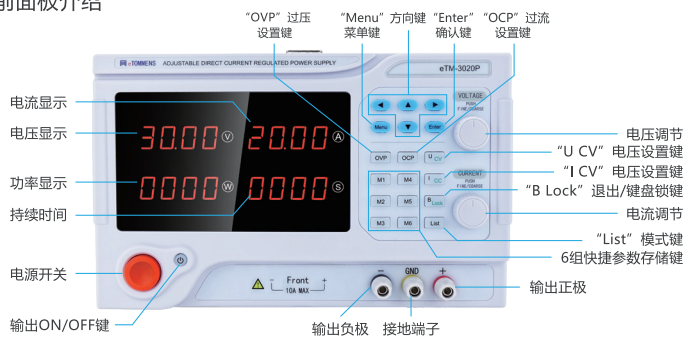 前面板介绍
“OVP”过压
设置键
“Menu”
菜单键
方向键
“Enter”
确认键
“OCP”过流
设置键
eTOMMENS ADJUSTABLE DIRECT CURRENT REGULATED POWER SUPPLY
eTM-3020P
VOLTAGE
PUSH
FINE/COARSE
Menu
Enter
电流显示
电压显示
功率显示
持续时间
电源开关
输出ON/OFF键
30.00 V
20.00 A
0000 W
0000 S
OVP
OCP
U CV
M1
M4
I CC
M2
M5
B Lock
M3
M6
List
CURRENT
PUSH
FINE/COARSE
电压调节
“U CV”电压设置键
“I CV”电压设置键
“B Lock”退出/键盘锁键
电流调节
“List”模式键
6组快捷参数存储键
Front
10A MAX
GND
输出正极
输出负极
接地端子